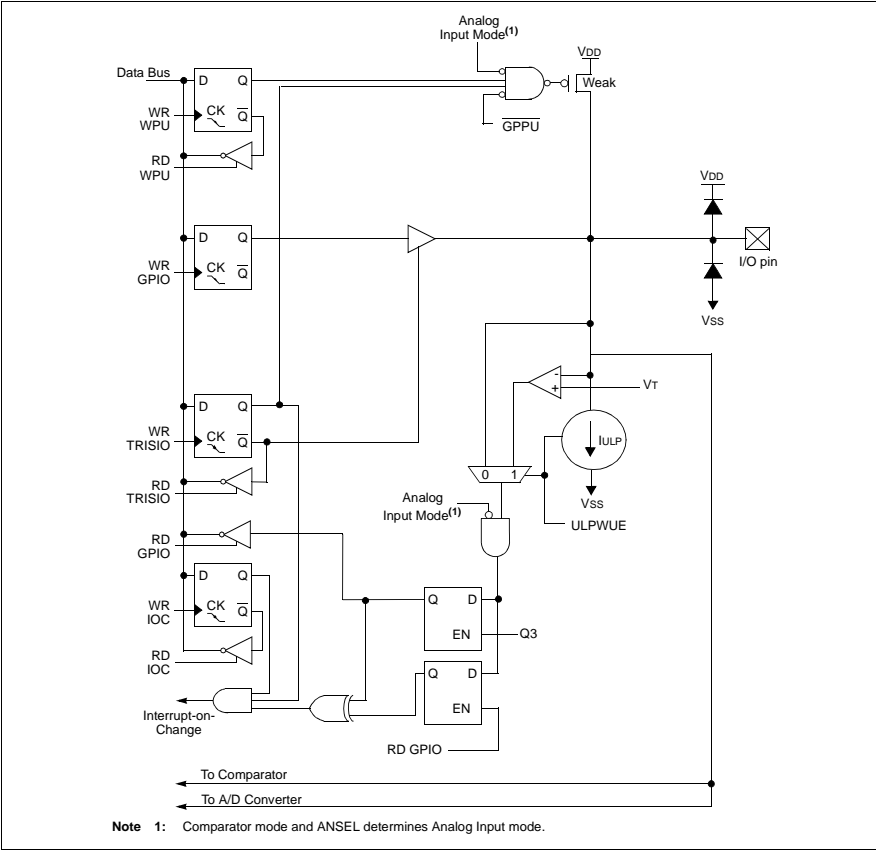 Analog
Input Mode(1)
VDD
Data Bus
D Q
Weak
WR
WPU
CK Q
GPPU
RD
WPU
VDD
D Q
I/O pin
WR
GPIO
CK Q
VSS
-
+
VT
D Q
WR
TRISIO
CK Q
IULP
0 1
RD
TRISIO
Analog
Input Mode(1)
VSS
ULPWUE
RD
GPIO
D Q
Q D
WR
IOC
CK Q
EN
Q3
RD
IOC
Q D
EN
Interrupt-on-
Change
RD GPIO
To Comparator
To A/D Converter
Note 1: Comparator mode and ANSEL determines Analog Input mode.